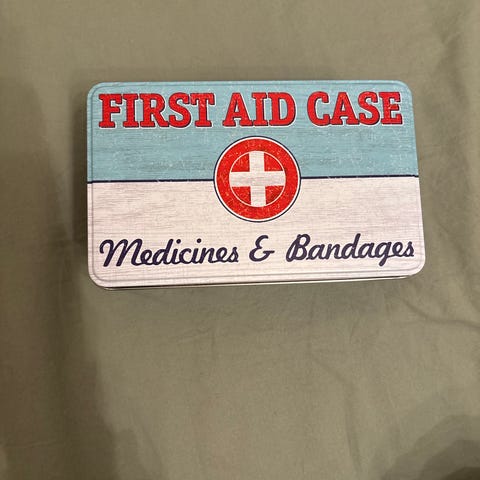 FIRST AID CASE
Medicines & Bandages